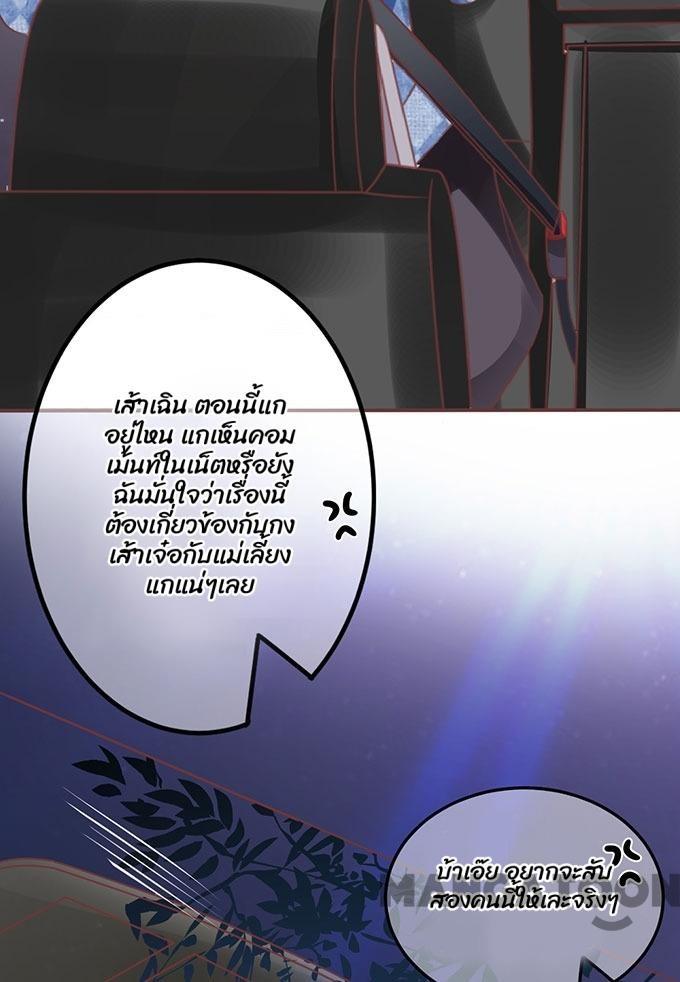 เส้าเฉิน ตอนนี้แก
อยู่ไหน แกเห็นคอม
เม้นท์ในเน็ตหรือยัง
ฉันมั่นใจว่าเรื่องนี้
ต้องเกี่ยวข้องกับกง
เส้าเจ๋อกับแม่เลี้ยง
แกแน่ๆเลย
บ้าเอ๊ย อยากจะสับ
สองคนนี้ให้เละจริงๆ
MANGA TOON